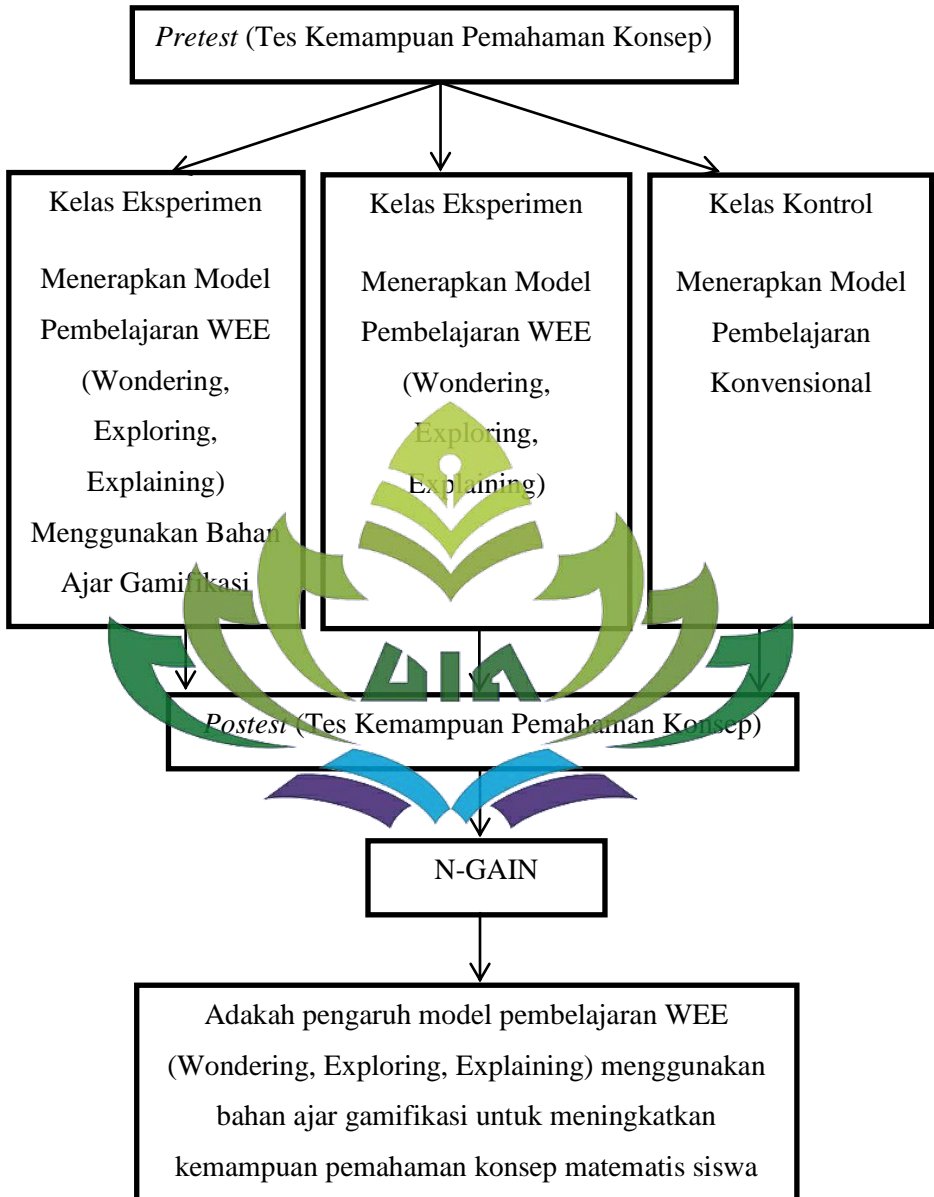 Pretest (Tes Kemampuan Pemahaman Konsep)
Kelas Eksperimen
Menerapkan Model
Pembelajaran WEE
(Wondering,
Exploring,
Explaining)
Menggunakan Bahan
Ajar Gamifikasi
Kelas Eksperimen
Menerapkan Model
Pembelajaran WEE
(Wondering,
Exploring,
Explaining)
Kelas Kontrol
Menerapkan Model
Pembelajaran
Konvensional
Postest (Tes Kemampuan Pemahaman Konsep)
N-GAIN
Adakah pengaruh model pembelajaran WEE
(Wondering, Exploring, Explaining) menggunakan
bahan ajar gamifikasi untuk meningkatkan
kemampuan pemahaman konsep matematis siswa